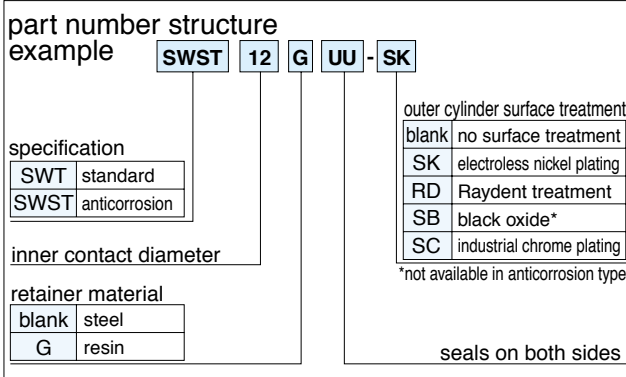 part number structure
example SWST 12 G UU - SK
specification
SWT standard
SWST anticorrosion
inner contact diameter
retainer material
blank steel
G resin
outer cylinder surface treatment
blank no surface treatment
SK electroless nickel plating
RD Raydent treatment
SB black oxide*
SC industrial chrome plating
*not available in anticorrosion type
seals on both sides